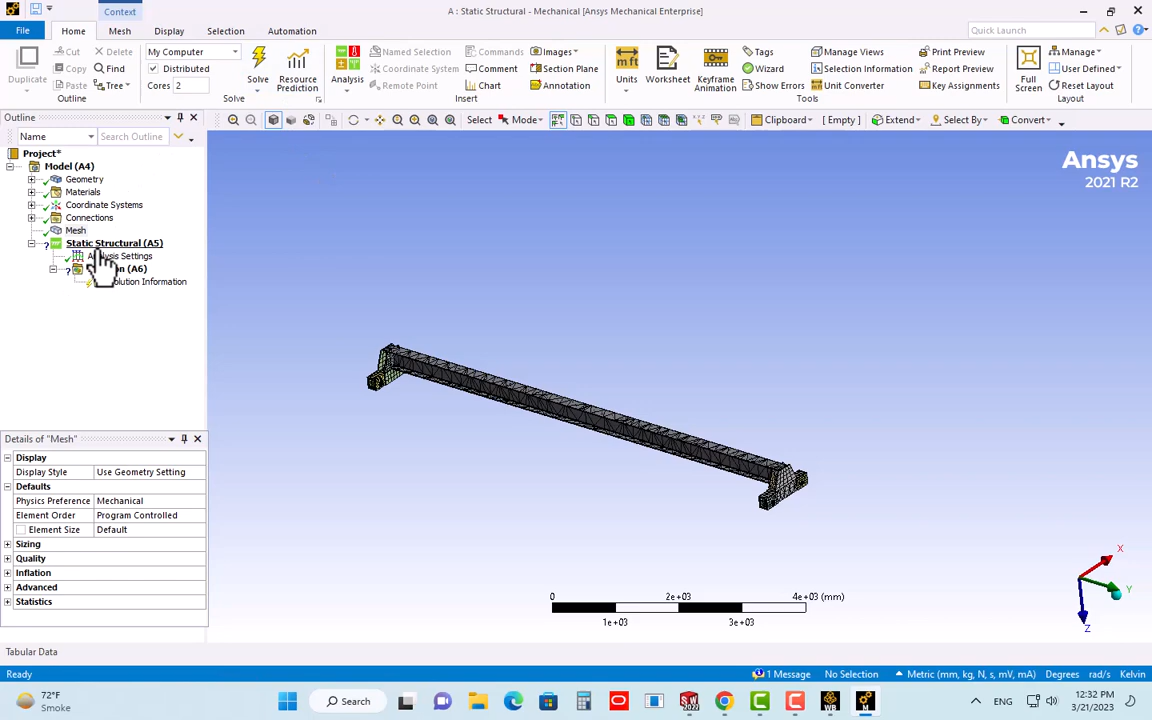 Context
A : Static Structural - Mechanical [Ansys Mechanical Enterprise]
File Home Mesh Display Selection Automation Quick Launch
Duplicate
Cut Delete
Copy Find
Paste Tree
Outline
My Computer
Distributed
Cores 2
Solve
Resource Prediction
Solve
Analysis
Named Selection
Coordinate System
Remote Point
Commands
Comment
Chart
Images
Section Plane
Annotation
Insert
Units
Worksheet
Keyframe Animation
Tags
Wizard
Show Errors
Manage Views
Selection Information
Unit Converter
Print Preview
Report Preview
Key Assignments
Tools
Full Screen
Manage
User Defined
Reset Layout
Layout
Outline
Select Mode Clipboard [ Empty ] Extend Select By Convert
Name Search Outline
Project*
Model (A4)
Geometry
Materials
Coordinate Systems
Connections
Mesh
Static Structural (A5)
Settings
(A6)
olution Information
Ansys
2021 R2
Details of "Mesh"
Display
Display Style Use Geometry Setting
Defaults
Physics Preference Mechanical
Element Order Program Controlled
Element Size Default
Sizing
Quality
Inflation
Advanced
Statistics
0 2e+03 4e+03 (mm)
1e+03 3e+03
X
Y
Z
Tabular Data
Ready 1 Message No Selection Metric (mm, kg, N, s, mV, mA) Degrees rad/s Kelvin
72°F
Smoke
Search
ENG
12:32 PM
3/21/2023